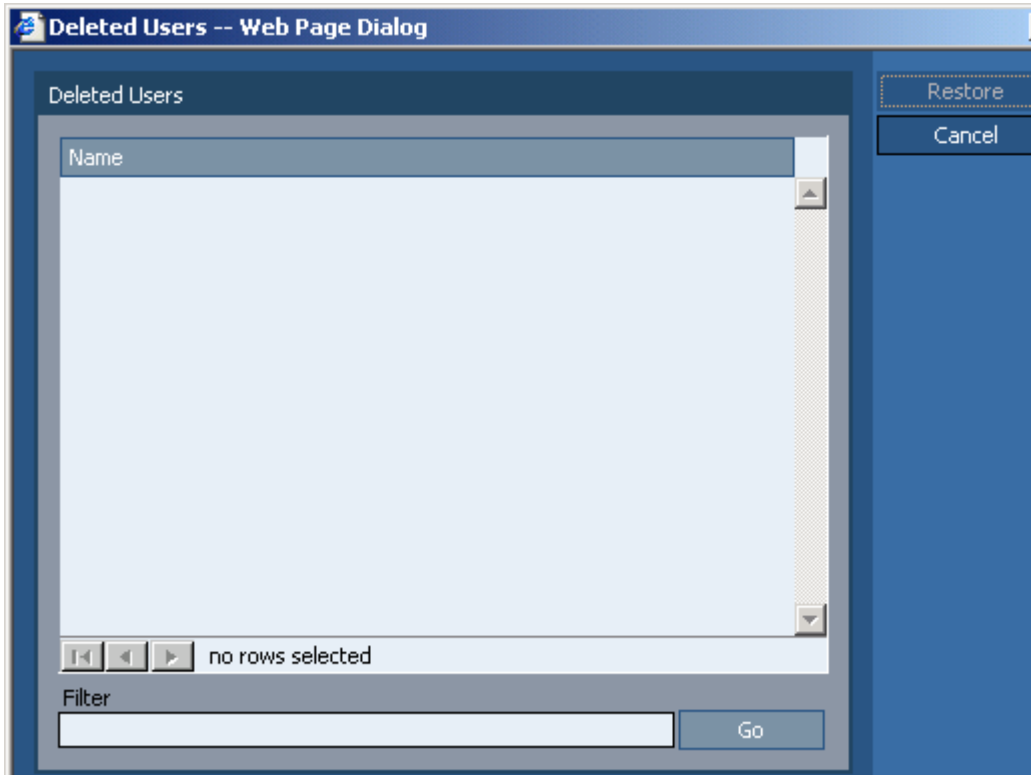 Deleted Users -- Web Page Dialog
Deleted Users
Restore
Cancel
Name
no rows selected
Filter
Go